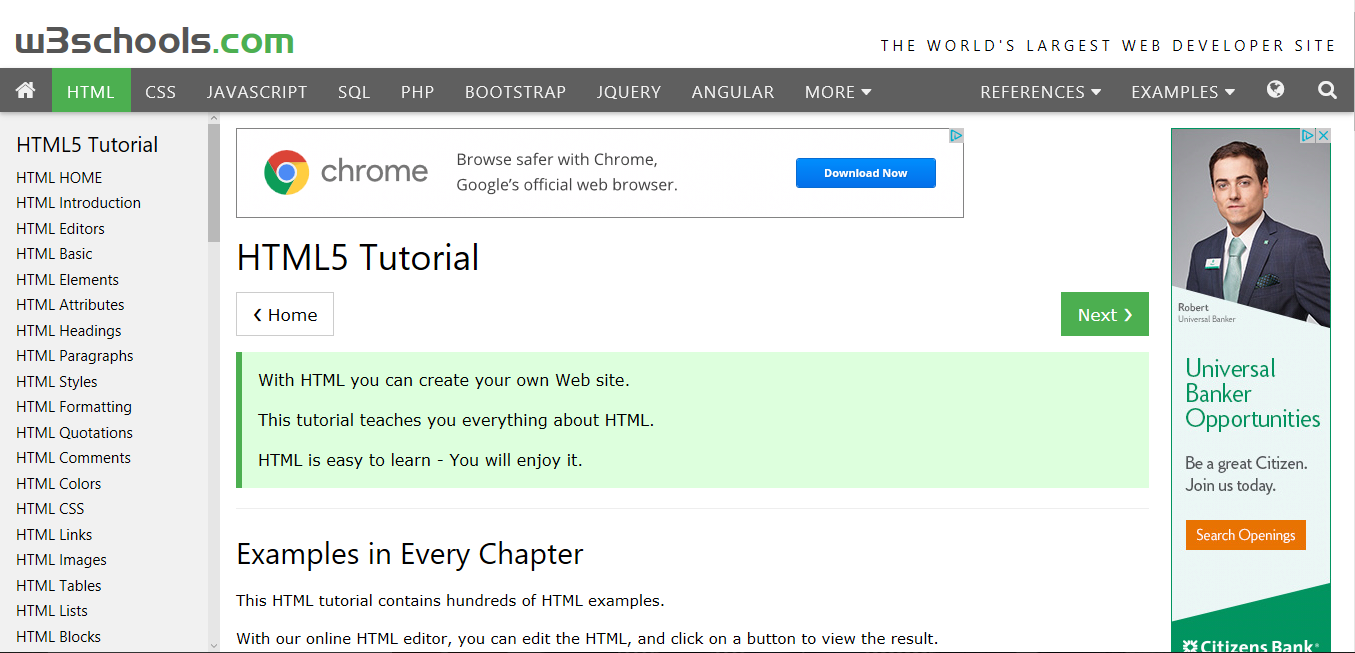 w3schools.com
THE WORLD'S LARGEST WEB DEVELOPER SITE
HTML
CSS
JAVASCRIPT
SQL
PHP
BOOTSTRAP
JQUERY
ANGULAR
MORE
REFERENCES
EXAMPLES
HTML5 Tutorial
HTML HOME
HTML Introduction
HTML Editors
HTML Basic
HTML Elements
HTML Attributes
HTML Headings
HTML Paragraphs
HTML Styles
HTML Formatting
HTML Quotations
HTML Comments
HTML Colors
HTML CSS
HTML Links
HTML Images
HTML Tables
HTML Lists
HTML Blocks
chrome
Browse safer with Chrome,
Google’s official web browser.
Download Now
HTML5 Tutorial
❮ Home
Next ❯
With HTML you can create your own Web site.
This tutorial teaches you everything about HTML.
HTML is easy to learn - You will enjoy it.
Examples in Every Chapter
This HTML tutorial contains hundreds of HTML examples.
With our online HTML editor, you can edit the HTML, and click on a button to view the result.
Robert
Universal Banker
Universal
Banker
Opportunities
Be a great Citizen.
Join us today.
Search Openings
Citizens Bank